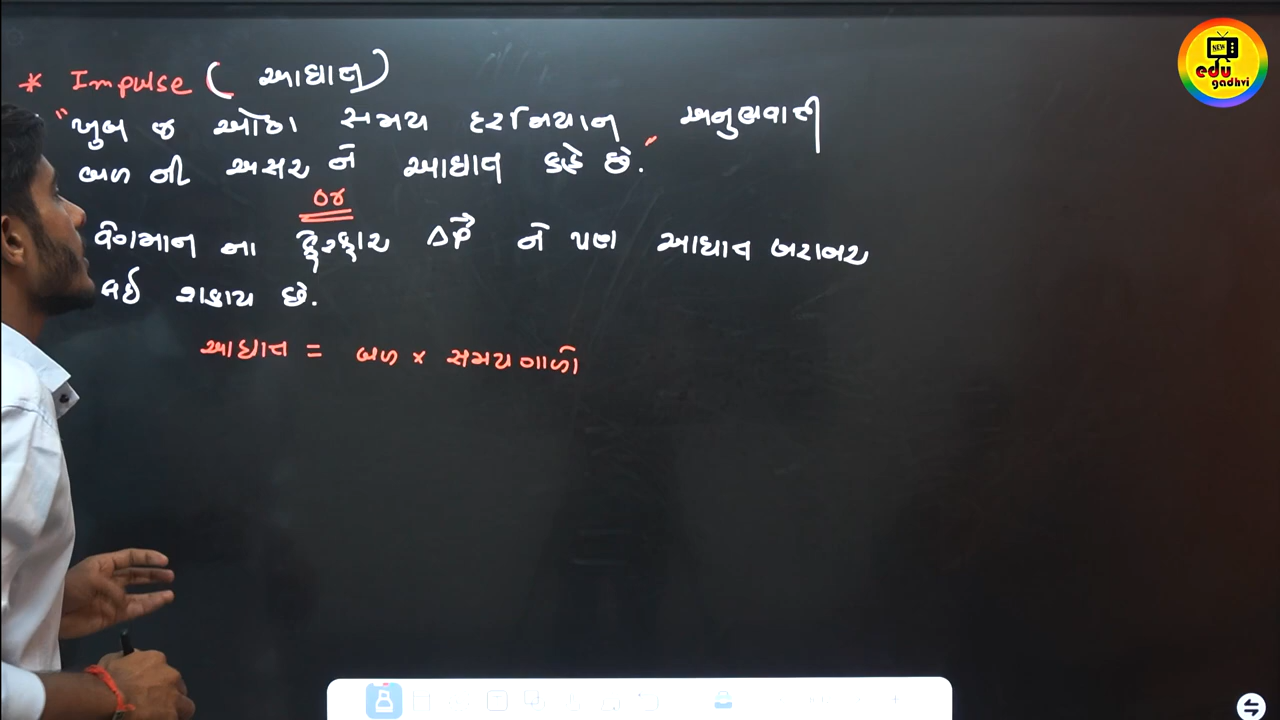 * Impulse ( આઘાત )
"ખુબ જ ઓછા સમય દરમિયાન અનુભવાતી
બળ ની અસર ને આઘાત કહે છે."
OR
વેગમાન ના ફેરફાર ΔP⃗ ને પણ આઘાત બરાબર
લઈ શકાય છે.
આઘાત = બળ × સમયગાળો
NEW
edu
gadhvi